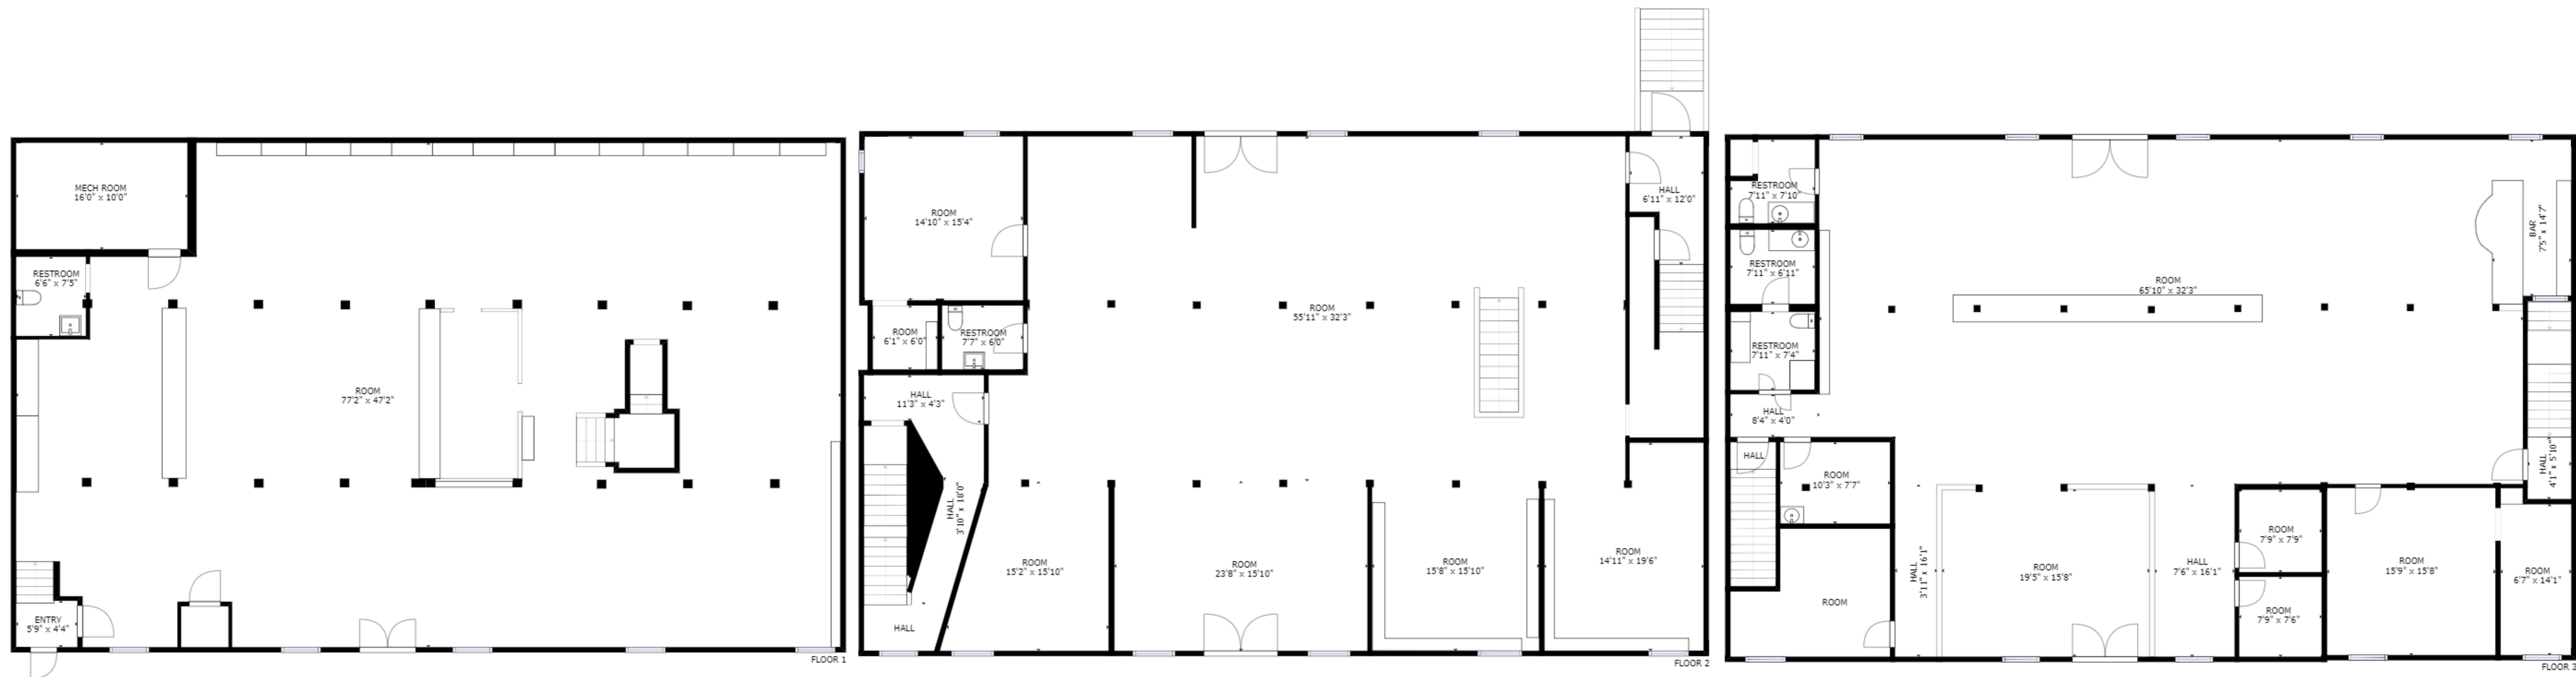 MECH ROOM
16'0" x 10'0"
RESTROOM
6'6" x 7'5"
ROOM
77'2" x 47'2"
ENTRY
5'9" x 4'4"
FLOOR 1
ROOM
14'10" x 15'4"
HALL
6'11" x 12'0"
ROOM
55'11" x 32'3"
ROOM
6'1" x 6'0"
RESTROOM
7'7" x 6'0"
HALL
11'3" x 4'3"
HALL
3'10" x 18'0"
ROOM
15'2" x 15'10"
ROOM
23'8" x 15'10"
ROOM
15'8" x 15'10"
ROOM
14'11" x 19'6"
HALL
FLOOR 2
RESTROOM
7'11" x 7'10"
BAR
7'5" x 14'7"
RESTROOM
7'11" x 6'11"
ROOM
65'10" x 32'3"
RESTROOM
7'11" x 7'4"
HALL
8'4" x 4'0"
HALL
HALL
4'1" x 5'10"
ROOM
10'3" x 7'7"
ROOM
7'9" x 7'9"
HALL
3'11" x 16'1"
ROOM
19'5" x 15'8"
HALL
7'6" x 16'1"
ROOM
15'9" x 15'8"
ROOM
6'7" x 14'1"
ROOM
ROOM
7'9" x 7'6"
FLOOR 3